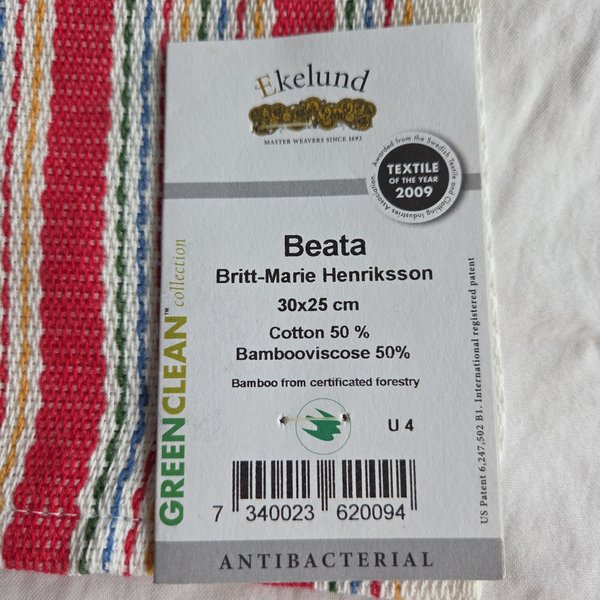 Ekelund
MASTER WEAVERS SINCE 1692
Awarded from the Swedish Textile and Clothing Industries Association.
TEXTILE
OF THE YEAR
2009
Beata
Britt-Marie Henriksson
30x25 cm
Cotton 50 %
Bambooviscose 50%
Bamboo from certificated forestry
U 4
7 340023 620094
ANTIBACTERIAL
GREENCLEAN™ collection
US Patent 6,247,502 B1. International registered patent